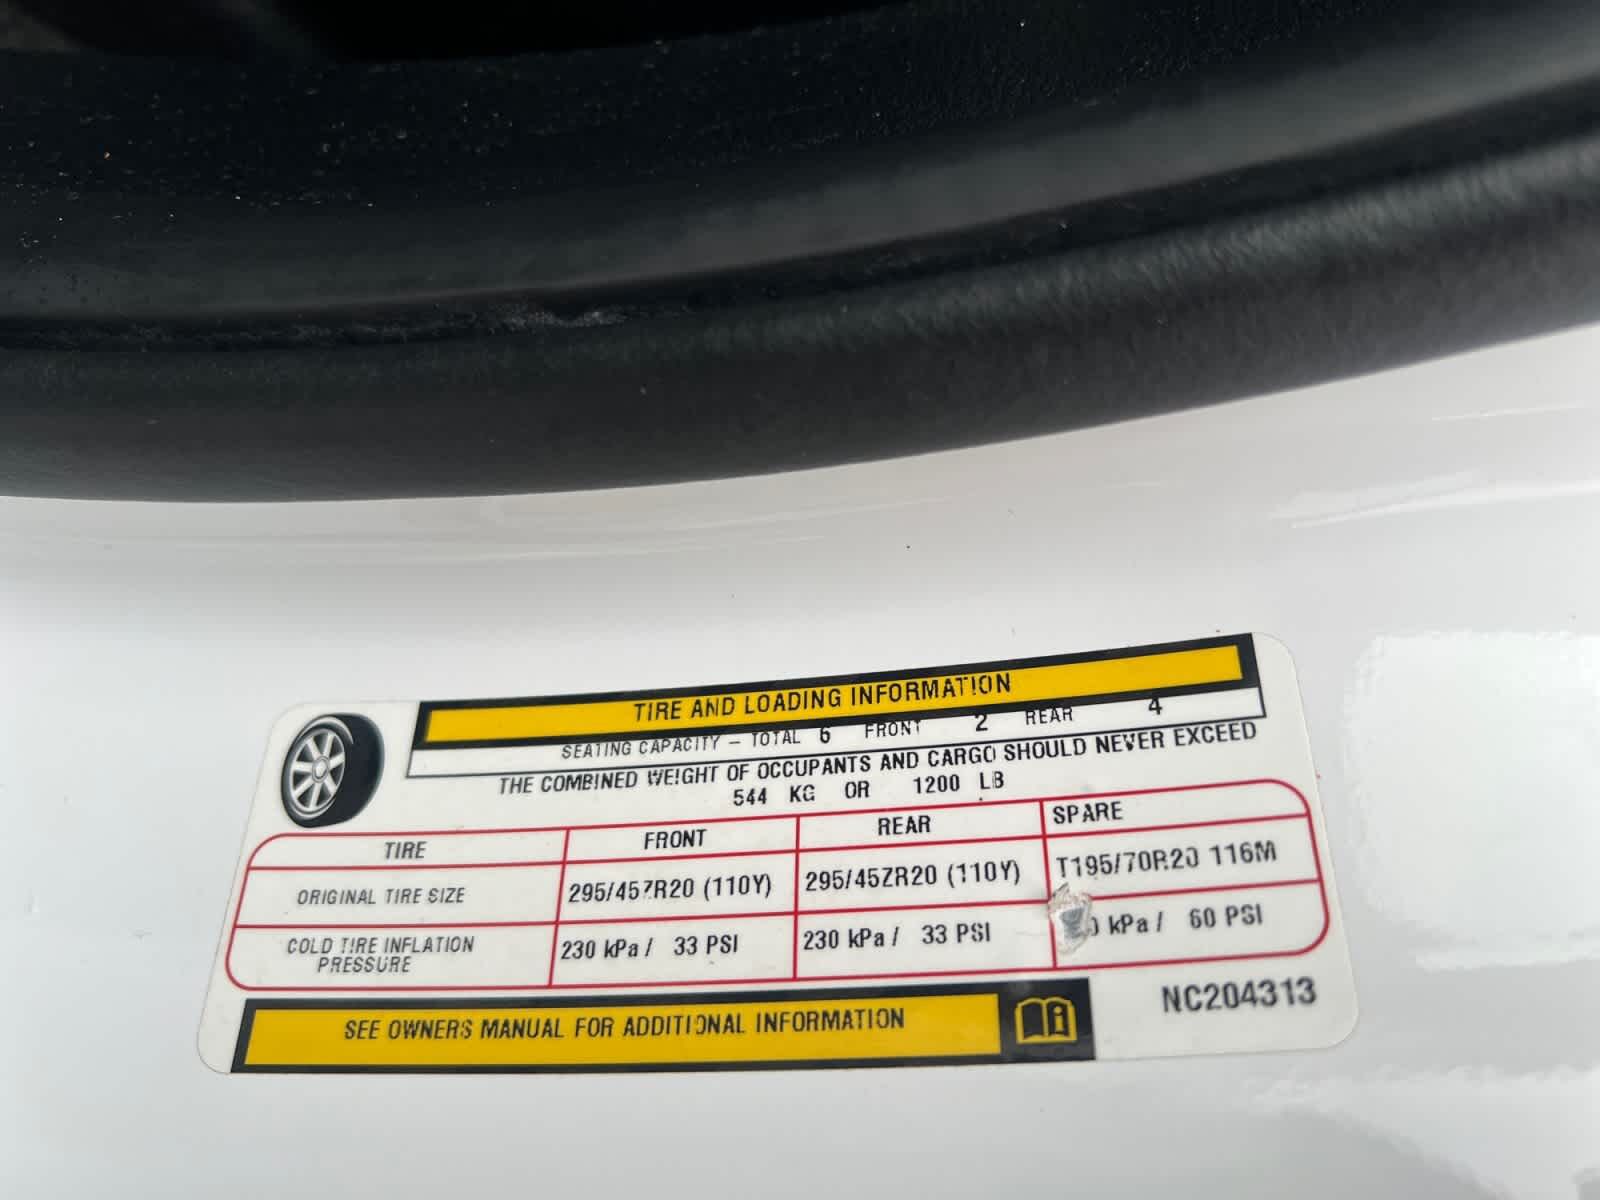 TIRE AND LOADING INFORMATION
SEATING CAPACITY – TOTAL 6 FRONT 2 REAR 4
THE COMBINED WEIGHT OF OCCUPANTS AND CARGO SHOULD NEVER EXCEED
544 KG OR 1200 LB
TIRE FRONT REAR SPARE
ORIGINAL TIRE SIZE 295/45ZR20 (110Y) 295/45ZR20 (110Y) T195/70R20 116M
COLD TIRE INFLATION
PRESSURE 230 kPa / 33 PSI 230 kPa / 33 PSI kPa / 60 PSI
SEE OWNERS MANUAL FOR ADDITIONAL INFORMATION
NC204313